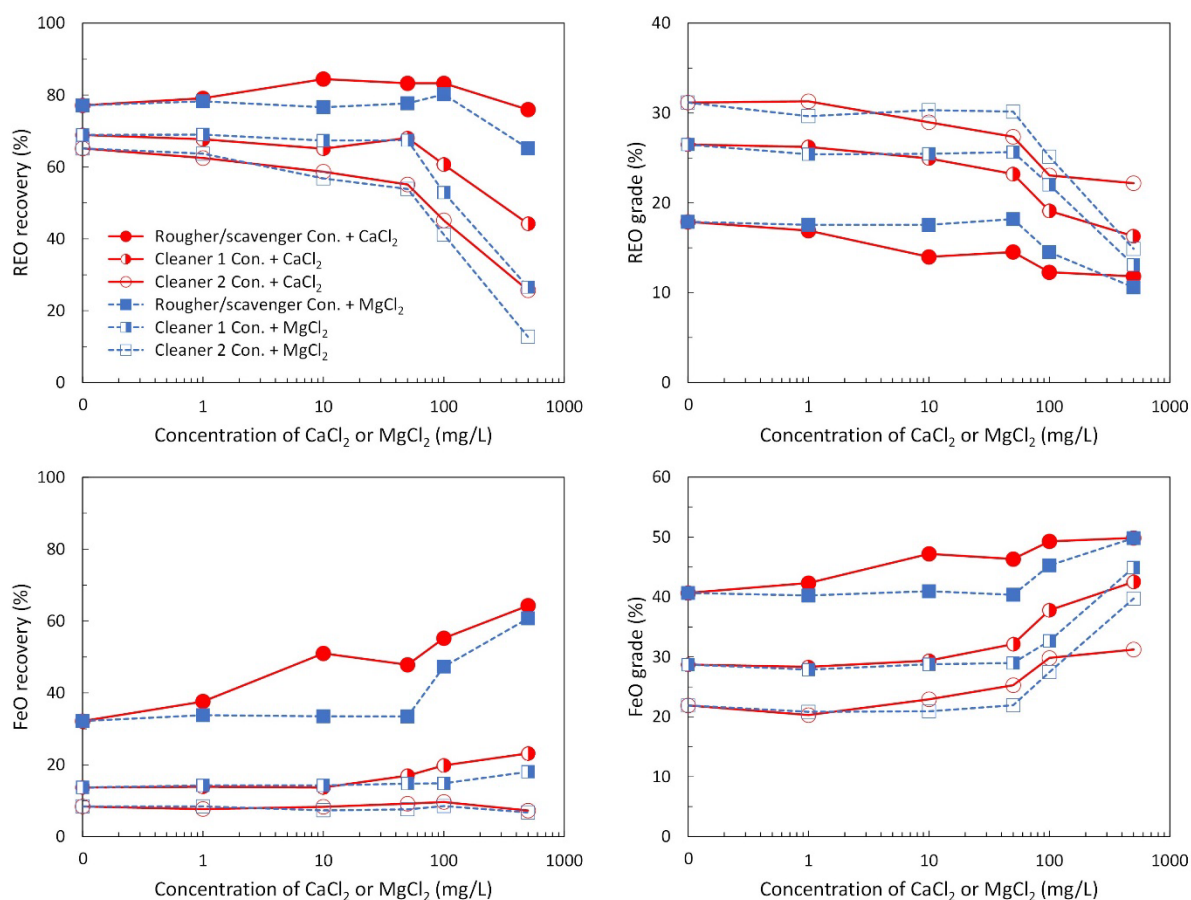 REO recovery (%)
100
80
60
40
20
0
Rougher/scavenger Con. + CaCl₂
Cleaner 1 Con. + CaCl₂
Cleaner 2 Con. + CaCl₂
Rougher/scavenger Con. + MgCl₂
Cleaner 1 Con. + MgCl₂
Cleaner 2 Con. + MgCl₂
0 1 10 100 1000
Concentration of CaCl₂ or MgCl₂ (mg/L)
REO grade (%)
40
30
20
10
0
0 1 10 100 1000
Concentration of CaCl₂ or MgCl₂ (mg/L)
FeO recovery (%)
100
80
60
40
20
0
0 1 10 100 1000
Concentration of CaCl₂ or MgCl₂ (mg/L)
FeO grade (%)
60
50
40
30
20
10
0
0 1 10 100 1000
Concentration of CaCl₂ or MgCl₂ (mg/L)